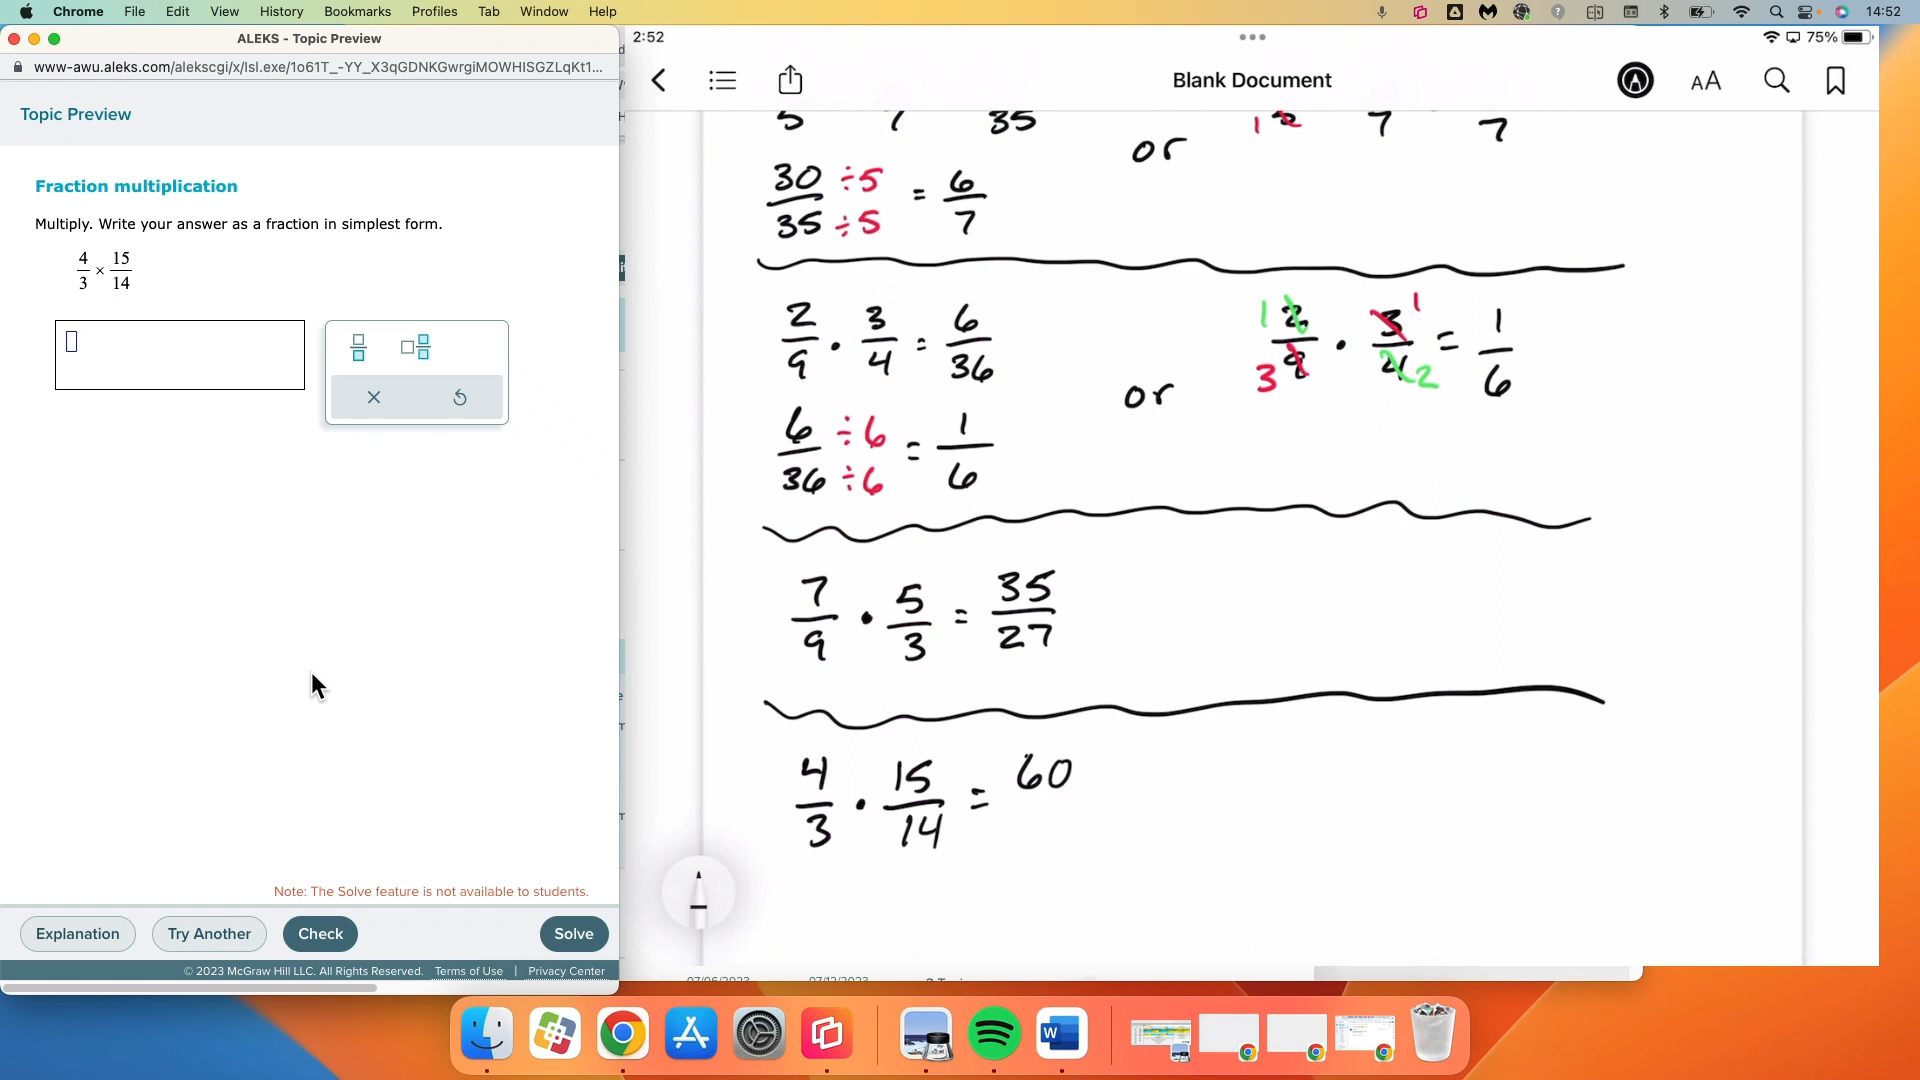 Chrome File Edit View History Bookmarks Profiles Tab Window Help 14:52
ALEKS - Topic Preview
www-awu.aleks.com/alekscgi/x/Isl.exe/1o61T_-YY_X3qGDNKGwrgiMOWHISGZLqKt1...
Topic Preview
Fraction multiplication
Multiply. Write your answer as a fraction in simplest form.
4/3 × 15/14
Note: The Solve feature is not available to students.
Explanation Try Another Check Solve
© 2023 McGraw Hill LLC. All Rights Reserved. Terms of Use | Privacy Center
2:52 75%
Blank Document
AA
5 7 35 or 1 2 7 7
30/35 ÷5/÷5 = 6/7
2/9 · 3/4 = 6/36 or 1 2/9 3 · 3/4 1 2 = 1/6
6/36 ÷6/÷6 = 1/6
7/9 · 5/3 = 35/27
4/3 · 15/14 = 60
W